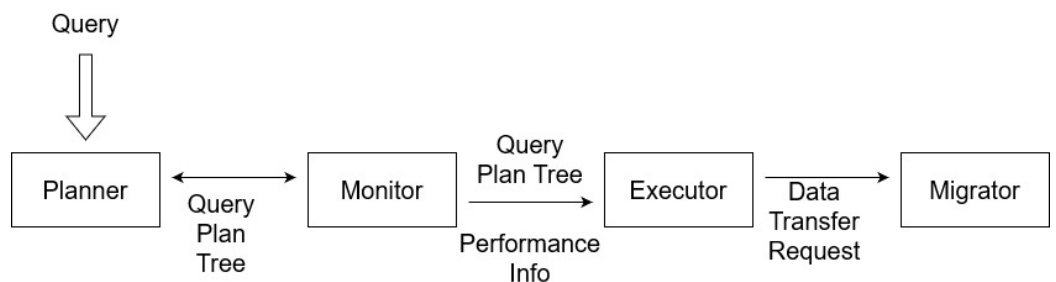 Query
Planner
Query
Plan
Tree
Monitor
Query
Plan Tree
Performance
Info
Executor
Data
Transfer
Request
Migrator